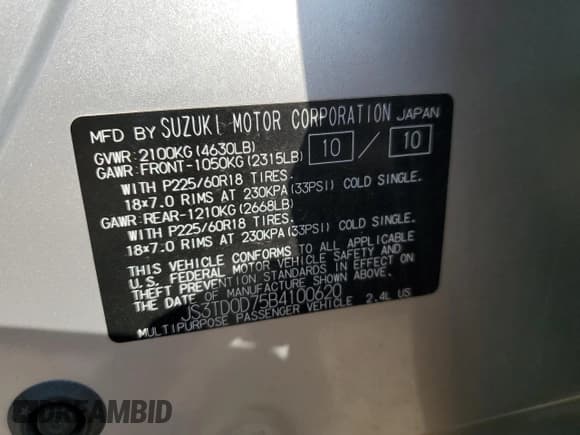 MFD BY SUZUKI MOTOR CORPORATION JAPAN
GVWR: 2100KG (4630LB)
GAWR: FRONT-1050KG (2315LB) 10 / 10
WITH P225/60R18 TIRES.
18×7.0 RIMS AT 230KPA (33PSI) COLD SINGLE.
GAWR: REAR-1210KG (2668LB)
WITH P225/60R18 TIRES.
18×7.0 RIMS AT 230KPA (33PSI) COLD SINGLE.
THIS VEHICLE CONFORMS TO ALL APPLICABLE
U. S. FEDERAL MOTOR VEHICLE SAFETY AND
THEFT PREVENTION STANDARDS IN EFFECT ON
THE DATE OF MANUFACTURE SHOWN ABOVE.
JS3TD0D75B4100620
MULTIPURPOSE PASSENGER VEHICLE 2.4L US
DREAMBID